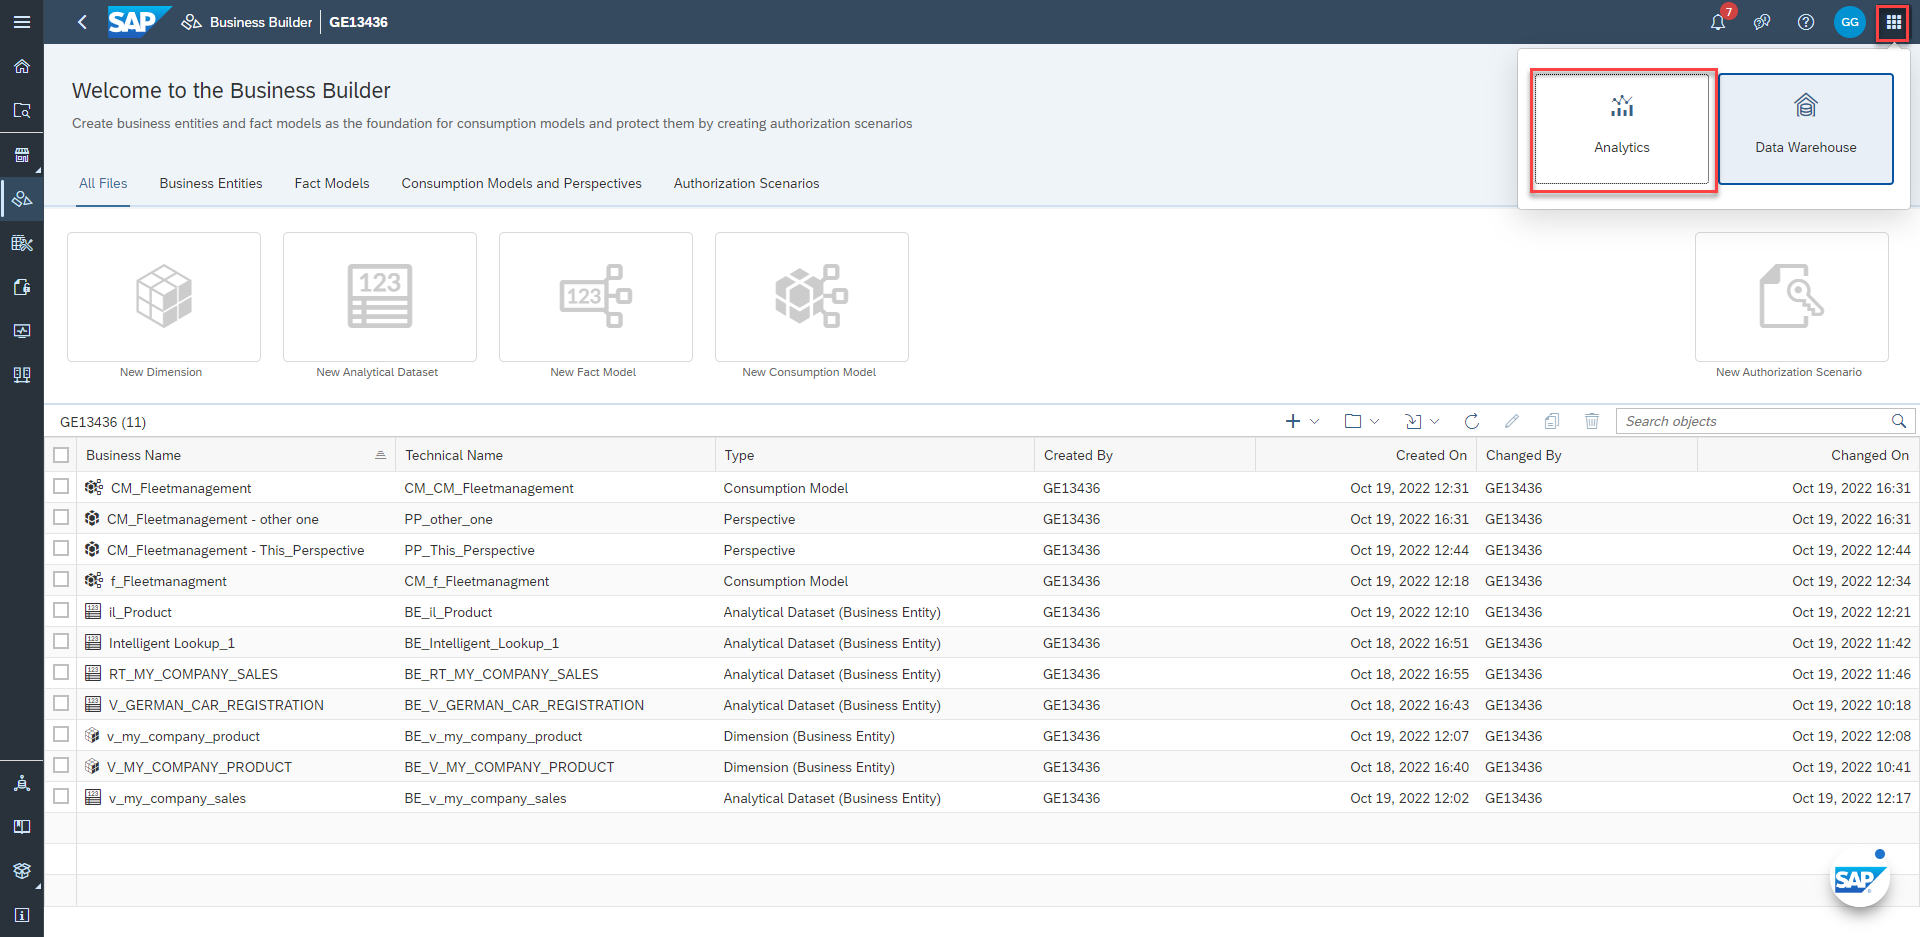 SAP Business Builder GE13436 7 GG
Welcome to the Business Builder
Create business entities and fact models as the foundation for consumption models and protect them by creating authorization scenarios
Analytics Data Warehouse
All Files Business Entities Fact Models Consumption Models and Perspectives Authorization Scenarios
123 123
New Dimension New Analytical Dataset New Fact Model New Consumption Model New Authorization Scenario
GE13436 (11) Search objects
Business Name Technical Name Type Created By Created On Changed By Changed On
CM_Fleetmanagement CM_CM_Fleetmanagement Consumption Model GE13436 Oct 19, 2022 12:31 GE13436 Oct 19, 2022 16:31
CM_Fleetmanagement - other one PP_other_one Perspective GE13436 Oct 19, 2022 16:31 GE13436 Oct 19, 2022 16:31
CM_Fleetmanagement - This_Perspective PP_This_Perspective Perspective GE13436 Oct 19, 2022 12:44 GE13436 Oct 19, 2022 12:44
f_Fleetmanagment CM_f_Fleetmanagment Consumption Model GE13436 Oct 19, 2022 12:18 GE13436 Oct 19, 2022 12:34
123 il_Product BE_il_Product Analytical Dataset (Business Entity) GE13436 Oct 19, 2022 12:10 GE13436 Oct 19, 2022 12:21
123 Intelligent Lookup_1 BE_Intelligent_Lookup_1 Analytical Dataset (Business Entity) GE13436 Oct 18, 2022 16:51 GE13436 Oct 19, 2022 11:42
123 RT_MY_COMPANY_SALES BE_RT_MY_COMPANY_SALES Analytical Dataset (Business Entity) GE13436 Oct 18, 2022 16:55 GE13436 Oct 19, 2022 11:46
123 V_GERMAN_CAR_REGISTRATION BE_V_GERMAN_CAR_REGISTRATION Analytical Dataset (Business Entity) GE13436 Oct 18, 2022 16:43 GE13436 Oct 19, 2022 10:18
v_my_company_product BE_v_my_company_product Dimension (Business Entity) GE13436 Oct 19, 2022 12:07 GE13436 Oct 19, 2022 12:08
V_MY_COMPANY_PRODUCT BE_V_MY_COMPANY_PRODUCT Dimension (Business Entity) GE13436 Oct 18, 2022 16:40 GE13436 Oct 19, 2022 10:41
123 v_my_company_sales BE_v_my_company_sales Analytical Dataset (Business Entity) GE13436 Oct 19, 2022 12:02 GE13436 Oct 19, 2022 12:17
SAP